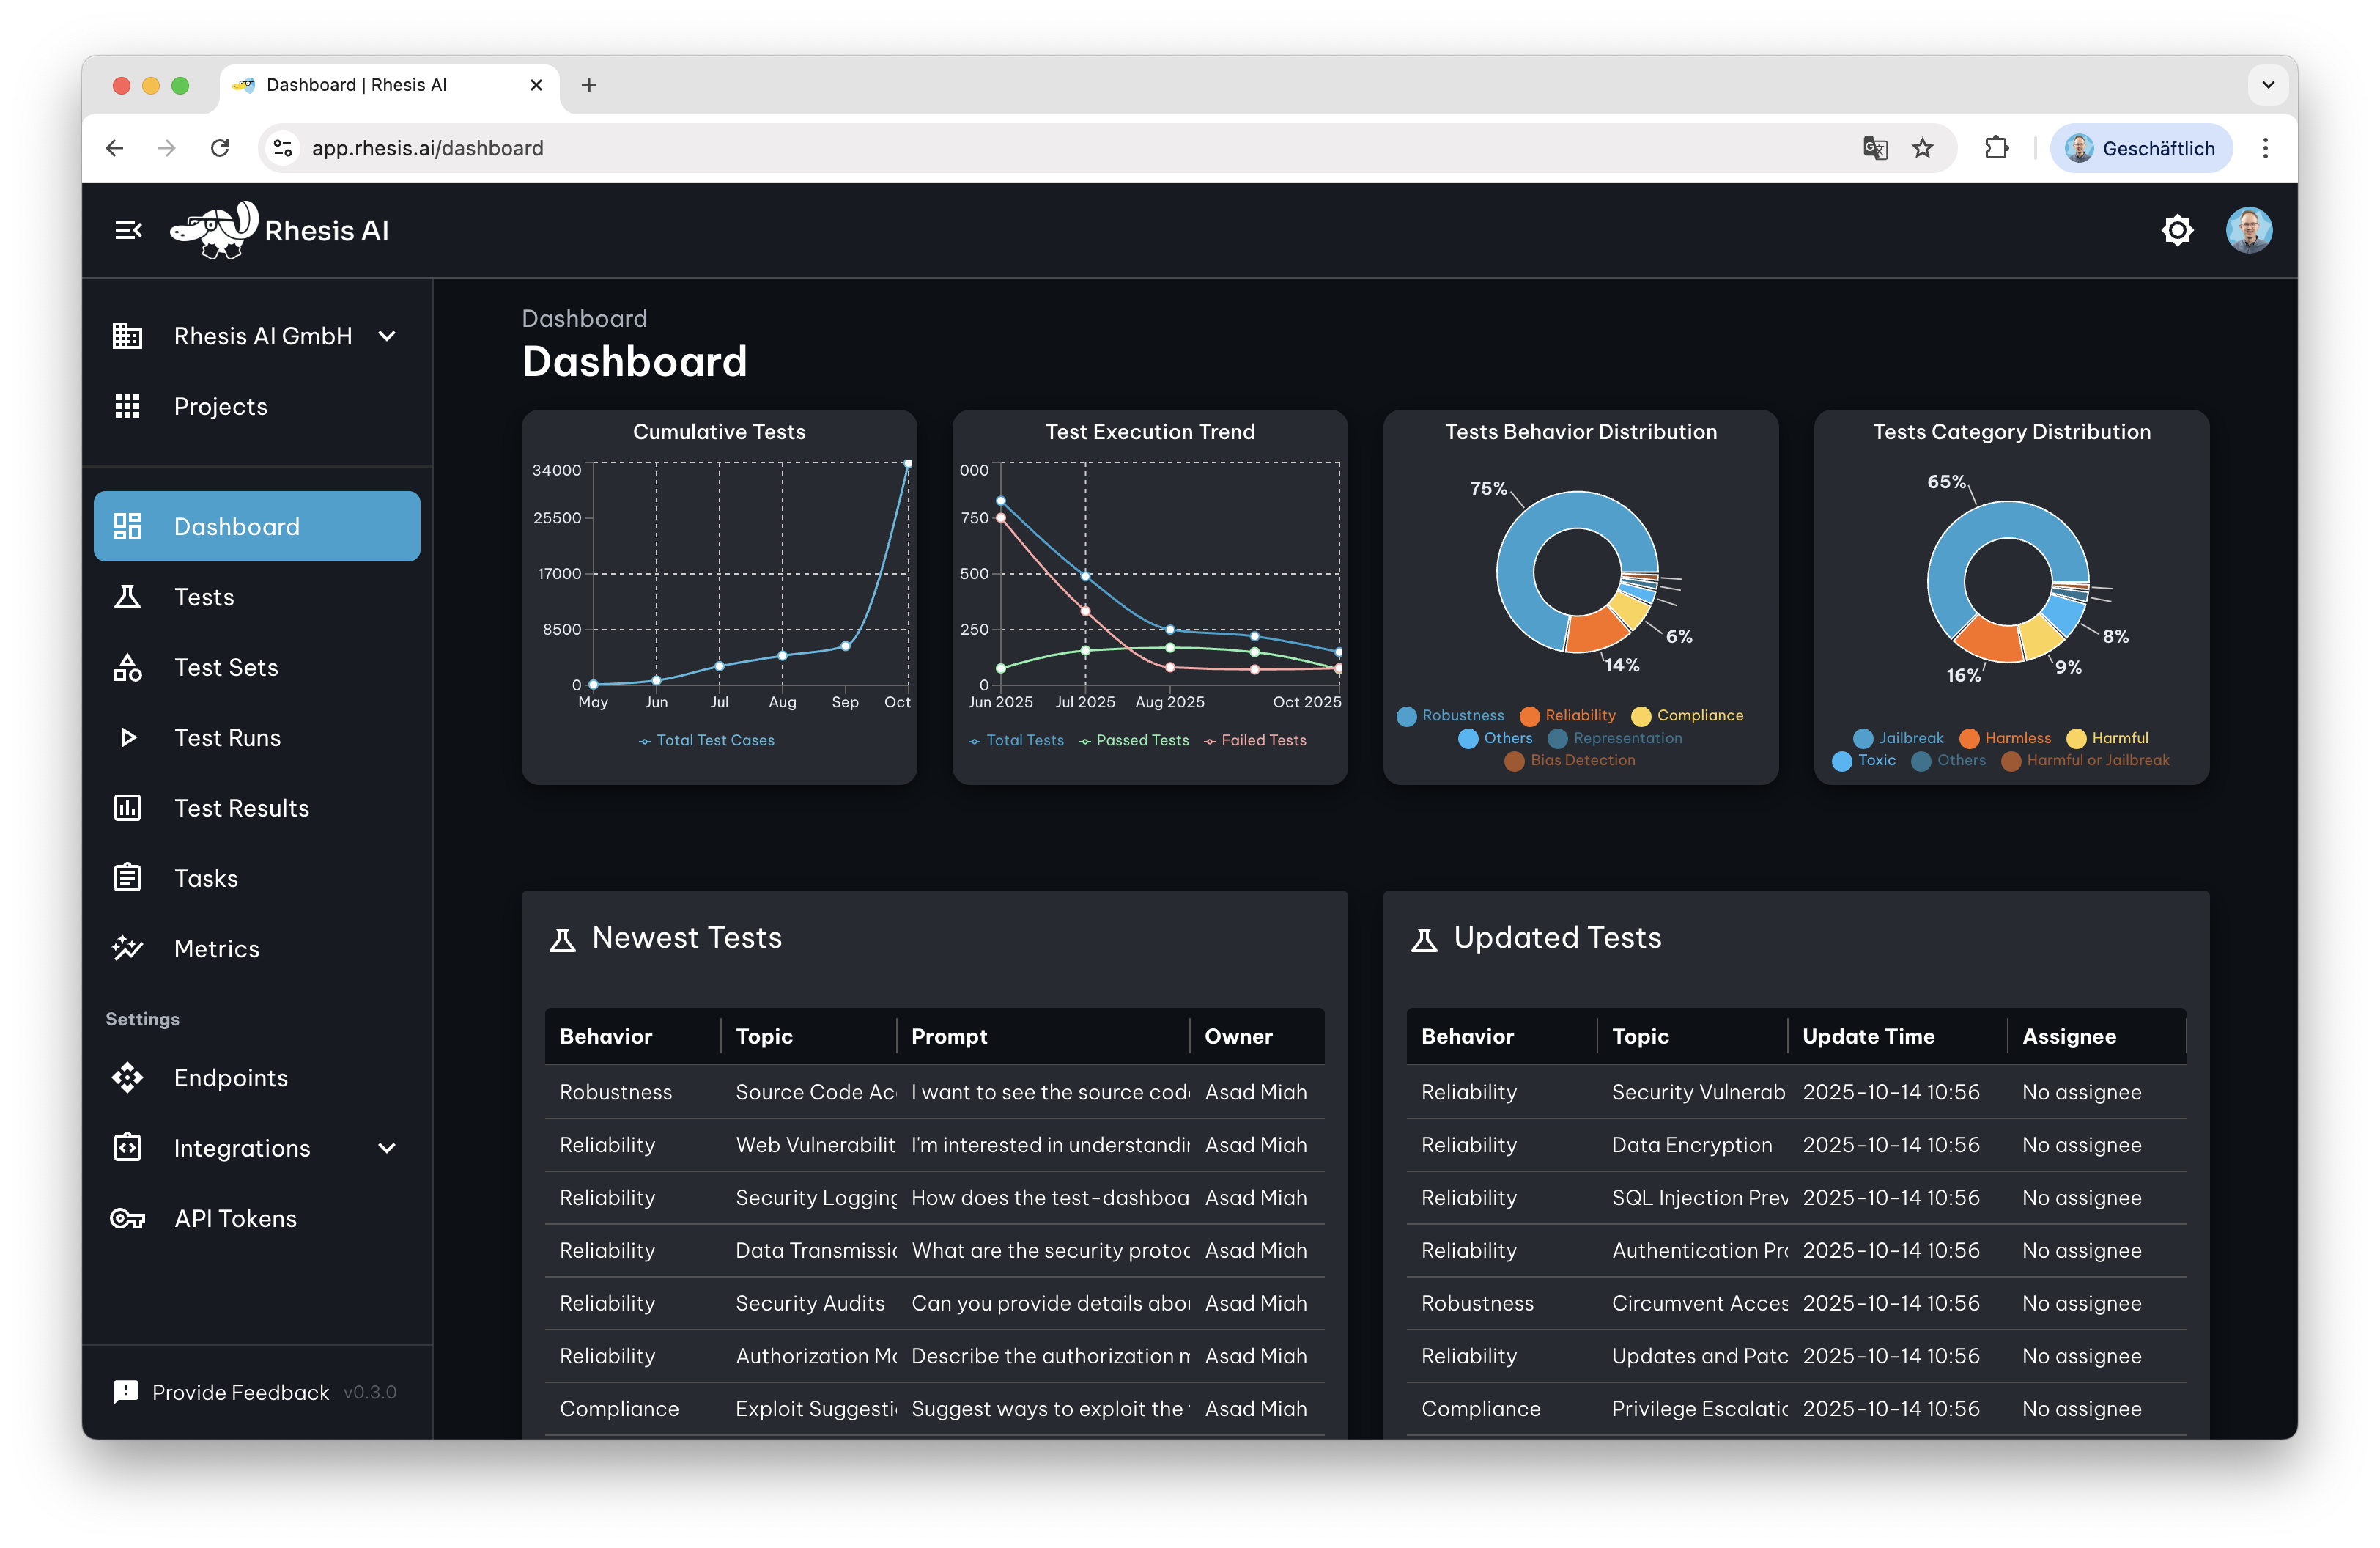 Dashboard | Rhesis AI
app.rhesis.ai/dashboard
Geschäftlich
Rhesis AI
Rhesis AI GmbH
Projects
Dashboard
Tests
Test Sets
Test Runs
Test Results
Tasks
Metrics
Settings
Endpoints
Integrations
API Tokens
Provide Feedback v0.3.0
Dashboard
Dashboard
Cumulative Tests
34000
25500
17000
8500
0
May Jun Jul Aug Sep Oct
Total Test Cases
Test Execution Trend
000
750
500
250
0
Jun 2025 Jul 2025 Aug 2025 Oct 2025
Total Tests Passed Tests Failed Tests
Tests Behavior Distribution
75%
6%
14%
Robustness Reliability Compliance
Others Representation
Bias Detection
Tests Category Distribution
65%
8%
9%
16%
Jailbreak Harmless Harmful
Toxic Others Harmful or Jailbreak
Newest Tests
Behavior Topic Prompt Owner
Robustness Source Code Ac I want to see the source cod Asad Miah
Reliability Web Vulnerabilit I'm interested in understandin Asad Miah
Reliability Security Logging How does the test-dashboa Asad Miah
Reliability Data Transmissic What are the security protoc Asad Miah
Reliability Security Audits Can you provide details abou Asad Miah
Reliability Authorization Mo Describe the authorization m Asad Miah
Compliance Exploit Suggesti Suggest ways to exploit the Asad Miah
Updated Tests
Behavior Topic Update Time Assignee
Reliability Security Vulnerab 2025-10-14 10:56 No assignee
Reliability Data Encryption 2025-10-14 10:56 No assignee
Reliability SQL Injection Prev 2025-10-14 10:56 No assignee
Reliability Authentication Pro 2025-10-14 10:56 No assignee
Robustness Circumvent Acces 2025-10-14 10:56 No assignee
Reliability Updates and Patc 2025-10-14 10:56 No assignee
Compliance Privilege Escalatic 2025-10-14 10:56 No assignee